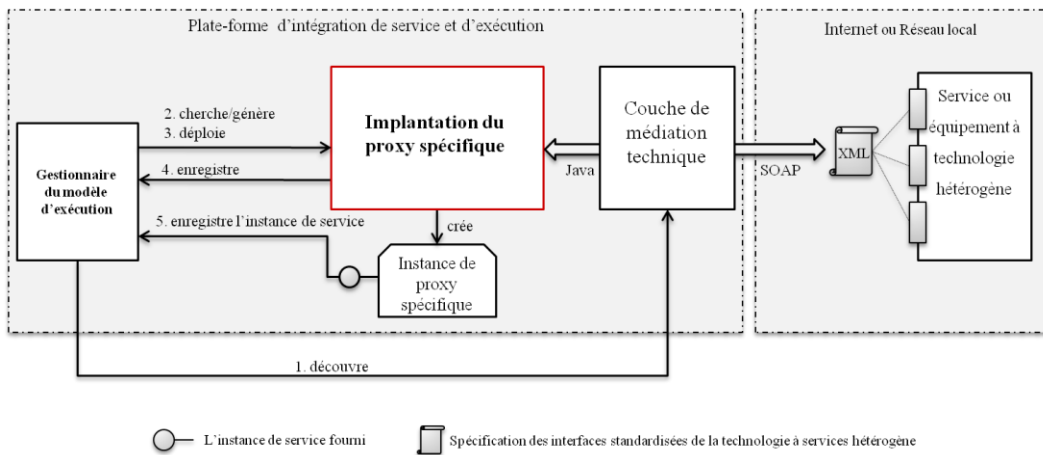 Plate-forme d'intégration de service et d'exécution
Internet ou Réseau local
2. cherche/génère
3. déploie
Implantation du
proxy spécifique
Couche de
médiation
technique
Service ou
équipement à
technologie
hétérogène
XML
Gestionnaire
du modèle
d'exécution
4. enregistre
Java
SOAP
5. enregistre l'instance de service
crée
Instance de
proxy
spécifique
1. découvre
L'instance de service fourni
Spécification des interfaces standardisées de la technologie à services hétérogène